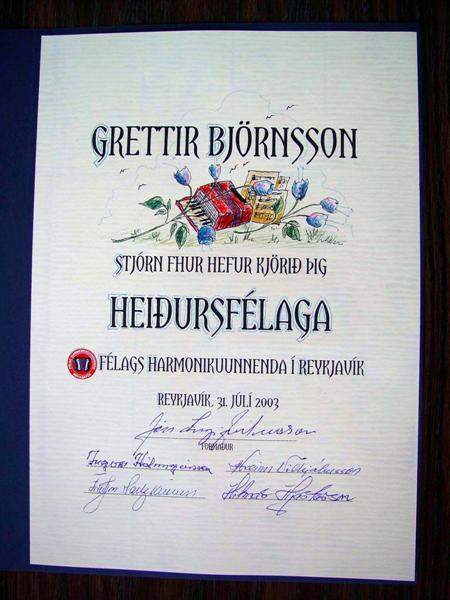 GRETTIR BJÖRNSSON
STJÓRN FHUR HEFUR KJÖRIÐ ÞIG
HEIÐURSFÉLAGA
FÉLAGS HARMONIKUUNNENDA Í REYKJAVÍK
REYKJAVÍK, 31. JÚLÍ 2003
FORMAÐUR